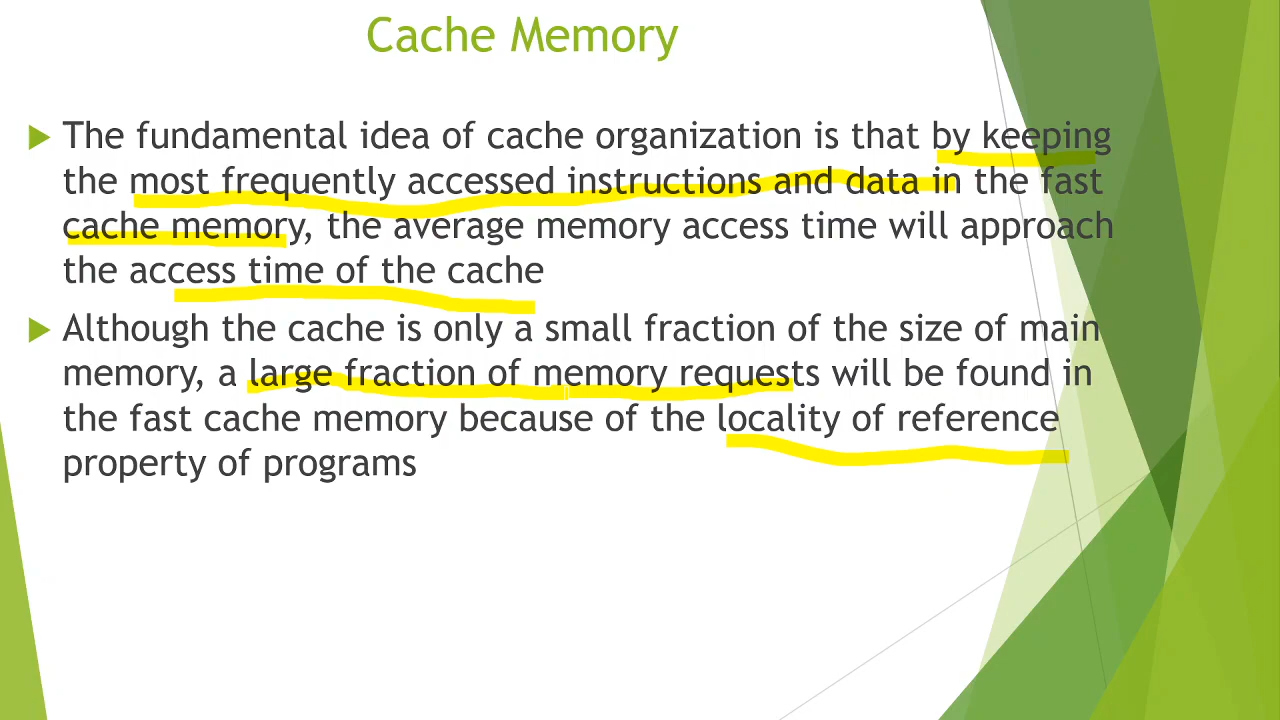 Cache Memory
The fundamental idea of cache organization is that by keeping
the most frequently accessed instructions and data in the fast
cache memory, the average memory access time will approach
the access time of the cache
Although the cache is only a small fraction of the size of main
memory, a large fraction of memory requests will be found in
the fast cache memory because of the locality of reference
property of programs